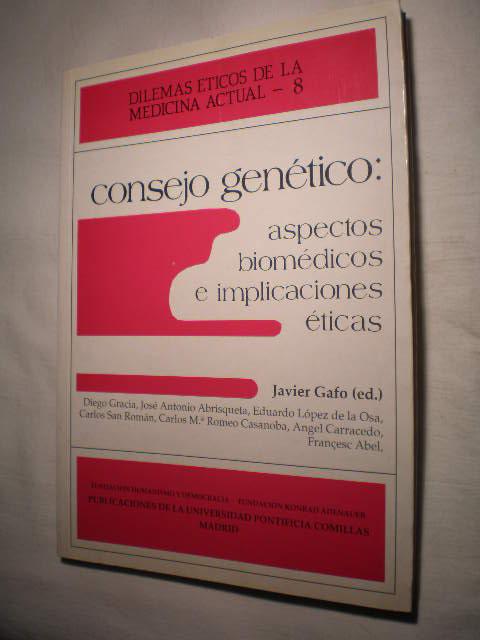 DILEMAS ETICOS DE LA
MEDICINA ACTUAL - 8
consejo genético:
aspectos
biomédicos
e implicaciones
éticas
Javier Gafo (ed.)
Diego Gracia, José Antonio Abrisqueta, Eduardo López de la Osa,
Carlos San Román, Carlos M.ª Romeo Casanoba, Angel Carracedo,
Françesc Abel.
FUNDACION HUMANISMO Y DEMOCRACIA - FUNDACION KONRAD ADENAUER
PUBLICACIONES DE LA UNIVERSIDAD PONTIFICIA COMILLAS
MADRID